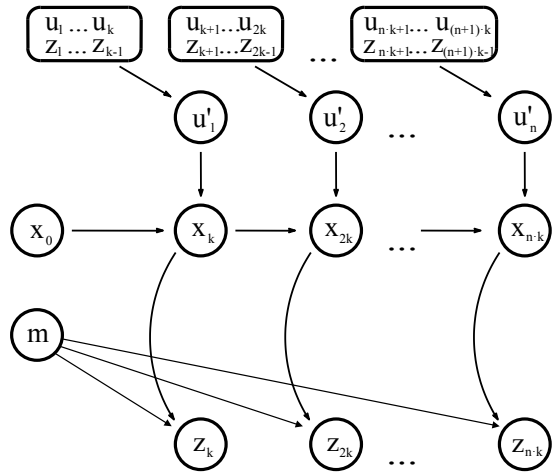 u₁ ... uₖ uₖ₊₁...u₂ₖ uₙ·ₖ₊₁... u₍ₙ₊₁₎·ₖ
z₁ ... zₖ₋₁ zₖ₊₁...z₂ₖ₋₁ ... zₙ·ₖ₊₁... z₍ₙ₊₁₎·ₖ₋₁
u'₁ u'₂ ... u'ₙ
x₀ xₖ x₂ₖ ... xₙ·ₖ
m
zₖ z₂ₖ ... zₙ·ₖ